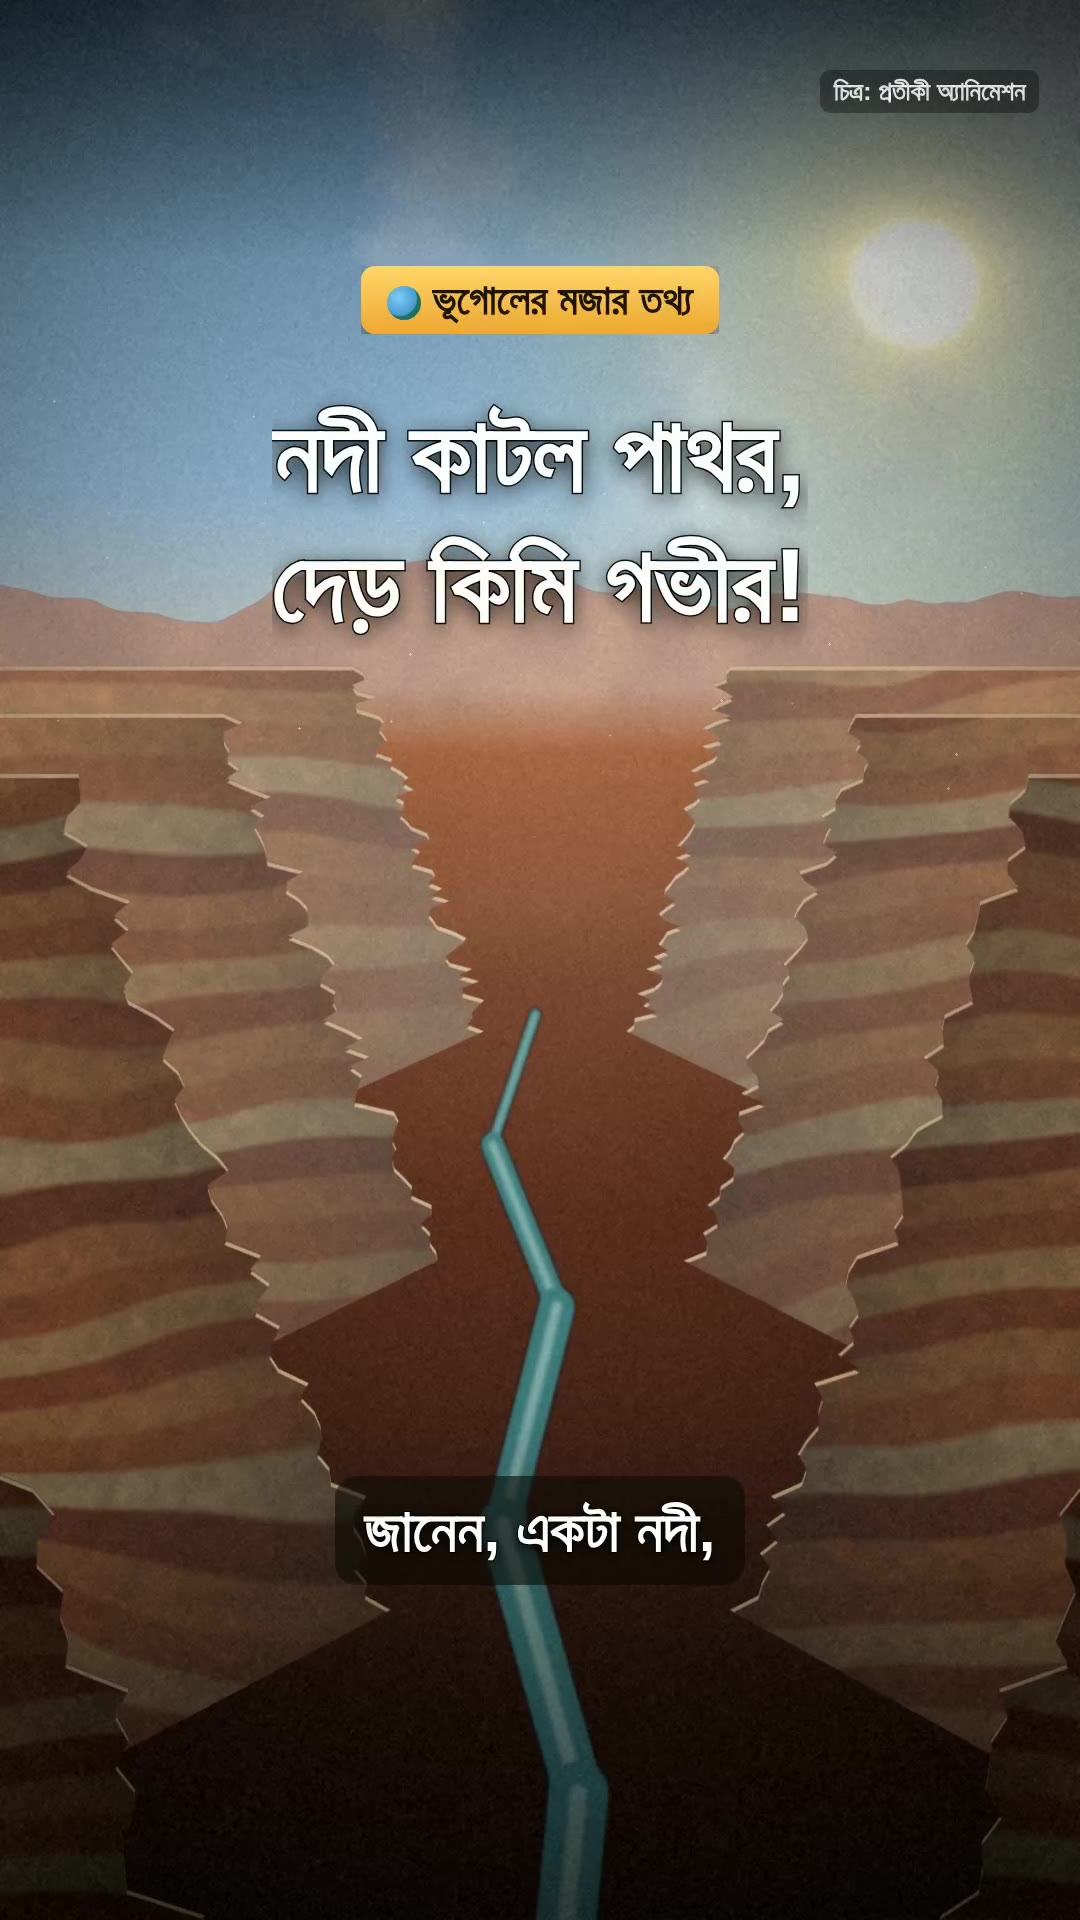 চিত্র: প্রতীকী অ্যানিমেশন
ভূগোলের মজার তথ্য
নদী কাটল পাথর,
দেড় কিমি গভীর!
জানেন, একটা নদী,